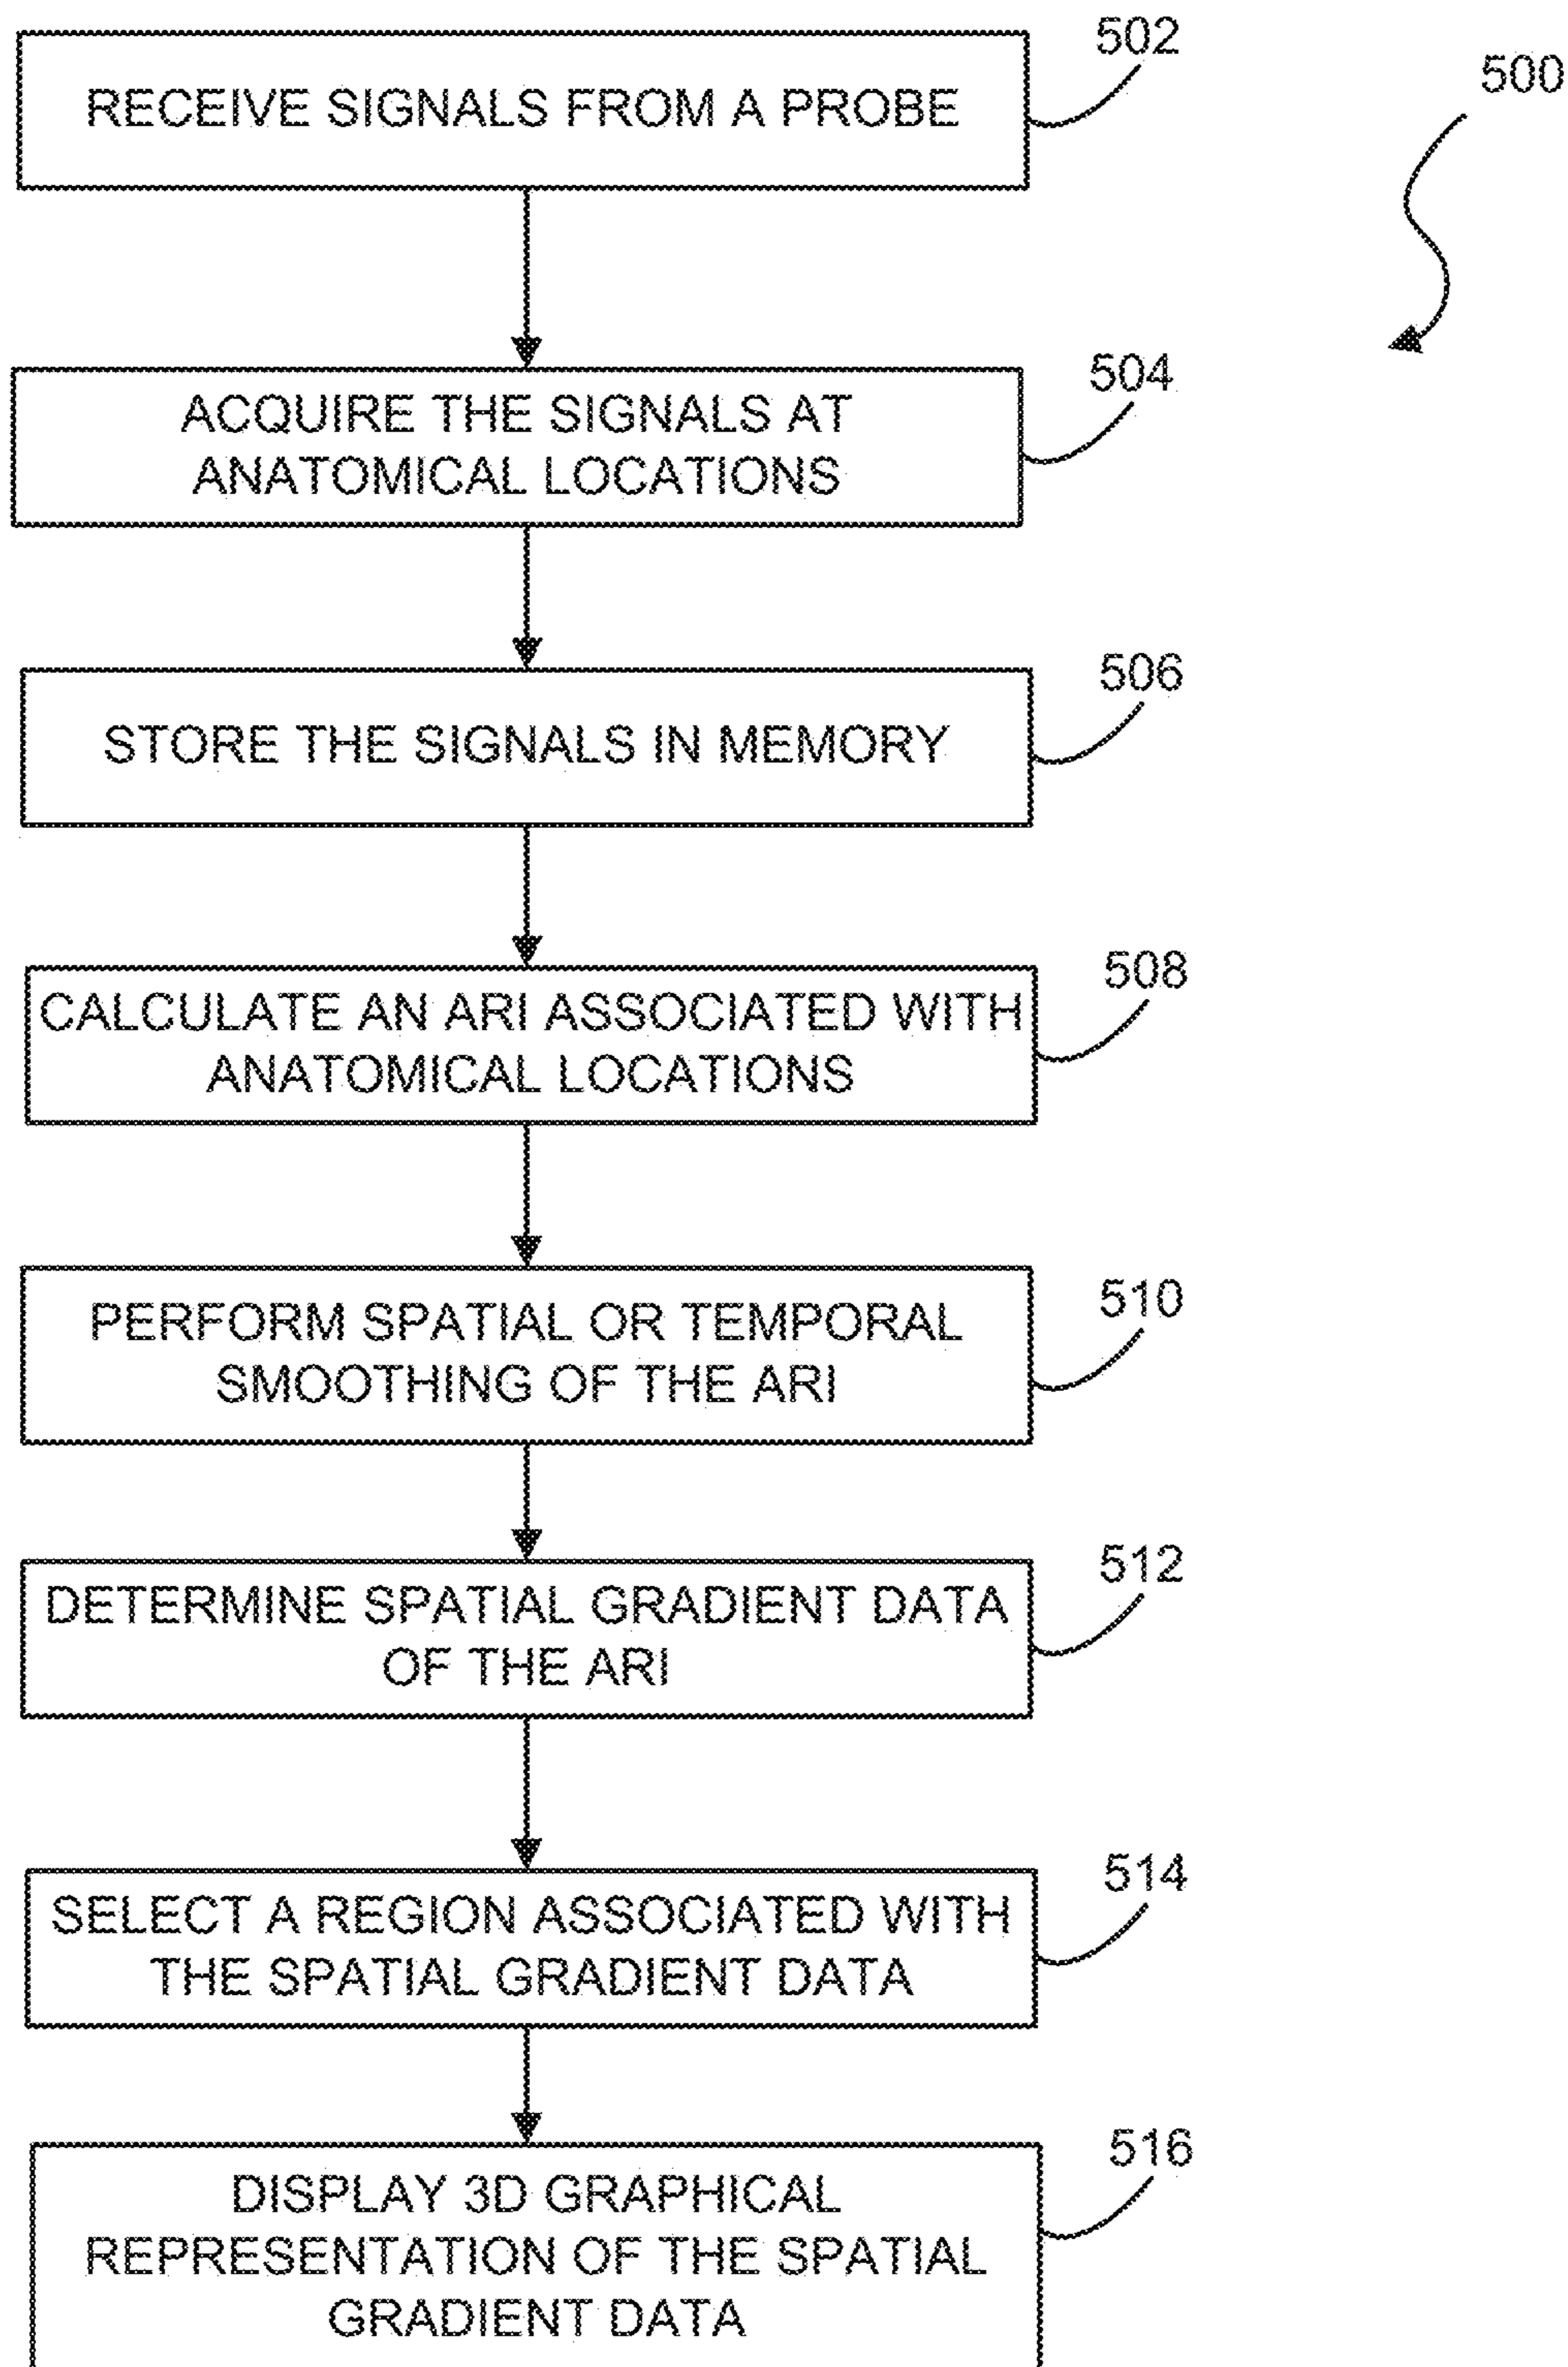 502
500
RECEIVE SIGNALS FROM A PROBE
504
ACQUIRE THE SIGNALS AT
ANATOMICAL LOCATIONS
506
STORE THE SIGNALS IN MEMORY
508
CALCULATE AN ARI ASSOCIATED WITH
ANATOMICAL LOCATIONS
510
PERFORM SPATIAL OR TEMPORAL
SMOOTHING OF THE ARI
512
DETERMINE SPATIAL GRADIENT DATA
OF THE ARI
514
SELECT A REGION ASSOCIATED WITH
THE SPATIAL GRADIENT DATA
516
DISPLAY 3D GRAPHICAL
REPRESENTATION OF THE SPATIAL
GRADIENT DATA